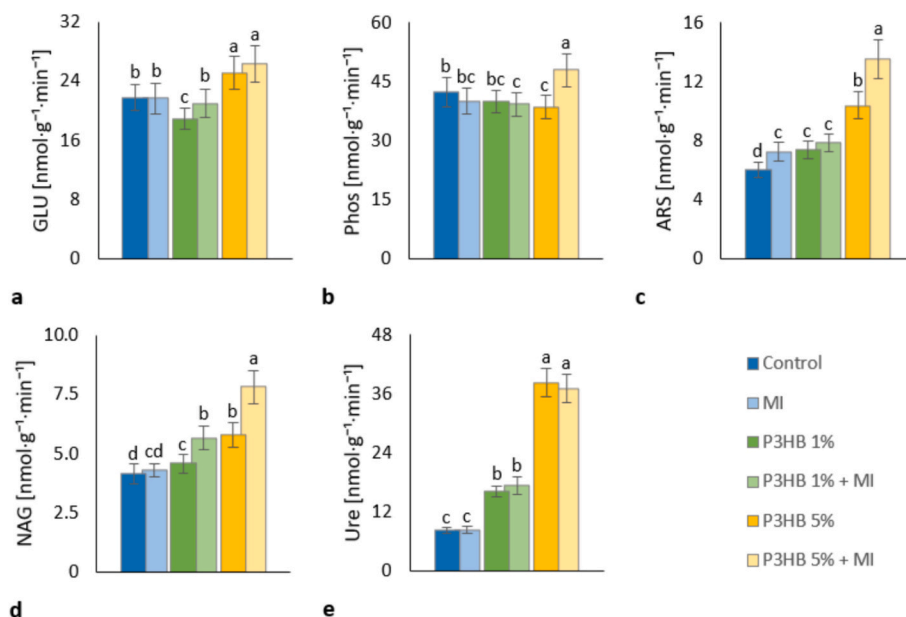 32
24
16
8
0
GLU [nmol·g⁻¹·min⁻¹]
b b c b a a
a
60
45
30
15
0
Phos [nmol·g⁻¹·min⁻¹]
b bc bc c c a
b
16
12
8
4
0
ARS [nmol·g⁻¹·min⁻¹]
d c c c b a
c
10.0
7.5
5.0
2.5
0
NAG [nmol·g⁻¹·min⁻¹]
d cd c b b a
d
48
36
24
12
0
Ure [nmol·g⁻¹·min⁻¹]
c c b b a a
e
Control
MI
P3HB 1%
P3HB 1% + MI
P3HB 5%
P3HB 5% + MI